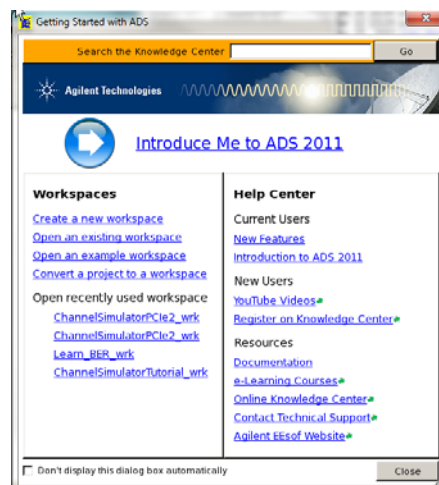 Getting Started with ADS
Search the Knowledge Center
Go
Agilent Technologies
Introduce Me to ADS 2011
Workspaces
Create a new workspace
Open an existing workspace
Open an example workspace
Convert a project to a workspace
Open recently used workspace
ChannelSimulatorPCIe2_wrk
ChannelSimulatorPCIe2_wrk
Learn_BER_wrk
ChannelSimulatorTutorial_wrk
Help Center
Current Users
New Features
Introduction to ADS 2011
New Users
YouTube Videos
Register on Knowledge Center
Resources
Documentation
e-Learning Courses
Online Knowledge Center
Contact Technical Support
Agilent EEsof Website
Don't display this dialog box automatically
Close